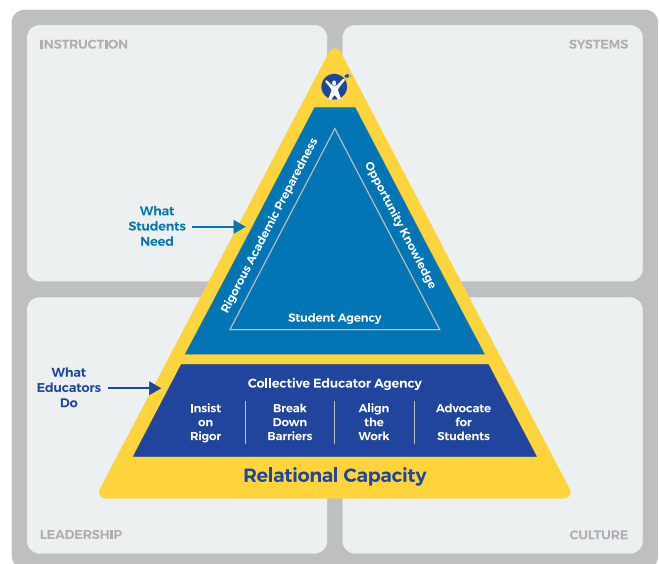 INSTRUCTION
SYSTEMS
Rigorous Academic Preparedness
Opportunity Knowledge
What
Students
Need
Student Agency
What
Educators
Do
Collective Educator Agency
Insist
on
Rigor
Break
Down
Barriers
Align
the
Work
Advocate
for
Students
Relational Capacity
LEADERSHIP
CULTURE